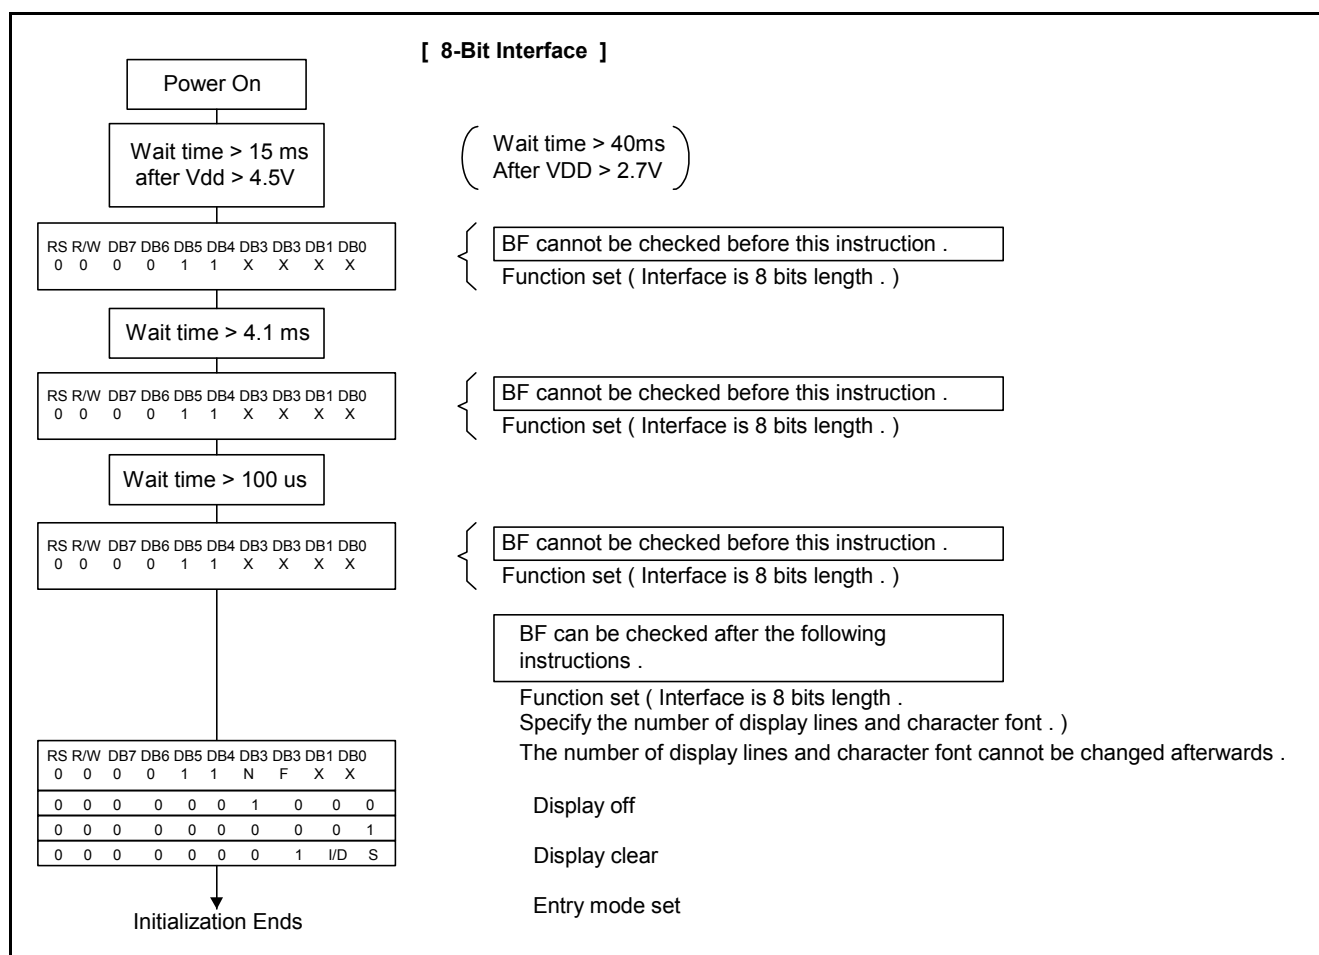 [ 8-Bit Interface ]
Power On
Wait time > 15 ms
after Vdd > 4.5V
Wait time > 40ms
After VDD > 2.7V
RS R/W DB7 DB6 DB5 DB4 DB3 DB3 DB1 DB0
0 0 0 0 1 1 X X X X
BF cannot be checked before this instruction .
Function set ( Interface is 8 bits length . )
Wait time > 4.1 ms
RS R/W DB7 DB6 DB5 DB4 DB3 DB3 DB1 DB0
0 0 0 0 1 1 X X X X
BF cannot be checked before this instruction .
Function set ( Interface is 8 bits length . )
Wait time > 100 us
RS R/W DB7 DB6 DB5 DB4 DB3 DB3 DB1 DB0
0 0 0 0 1 1 X X X X
BF cannot be checked before this instruction .
Function set ( Interface is 8 bits length . )
BF can be checked after the following
instructions .
Function set ( Interface is 8 bits length .
Specify the number of display lines and character font . )
The number of display lines and character font cannot be changed afterwards .
RS R/W DB7 DB6 DB5 DB4 DB3 DB3 DB1 DB0
0 0 0 0 1 1 N F X X
0 0 0 0 0 0 1 0 0 0
Display off
0 0 0 0 0 0 0 0 0 1
Display clear
0 0 0 0 0 0 0 1 I/D S
Entry mode set
Initialization Ends